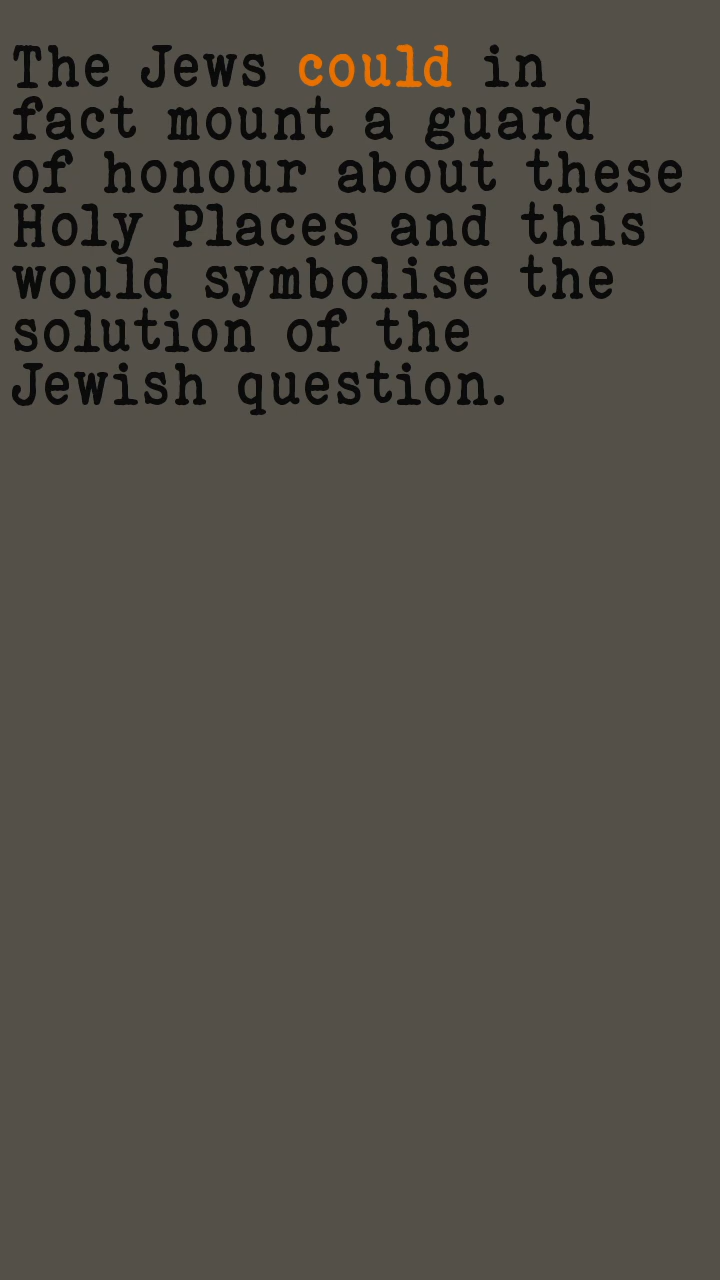 The Jews could in
fact mount a guard
of honour about these
Holy Places and this
would symbolise the
solution of the
Jewish question.